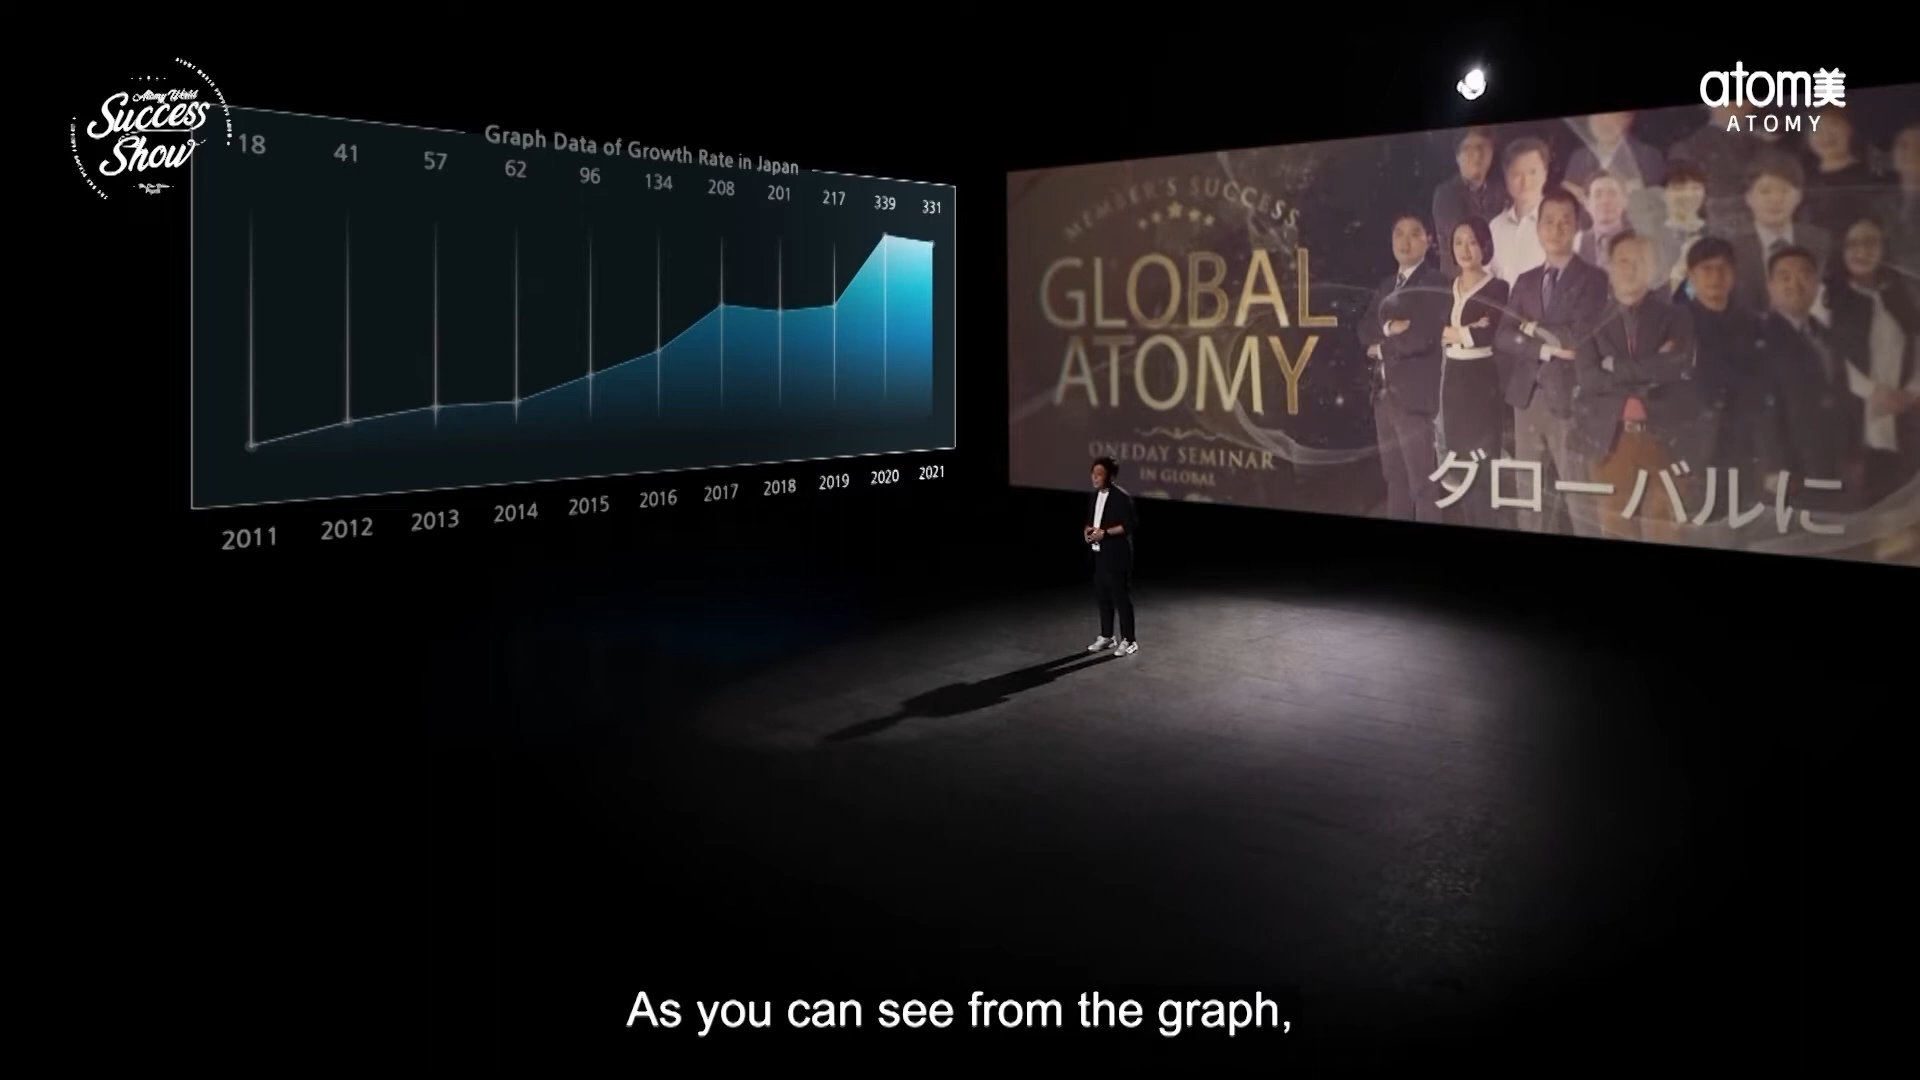 Atomy World
Success
Show
atom美
ATOMY
Graph Data of Growth Rate in Japan
18 41 57 62 96 134 208 201 217 339 331
2011 2012 2013 2014 2015 2016 2017 2018 2019 2020 2021
MEMBER'S SUCCESS
GLOBAL
ATOMY
ONEDAY SEMINAR
IN GLOBAL
グローバルに
As you can see from the graph,